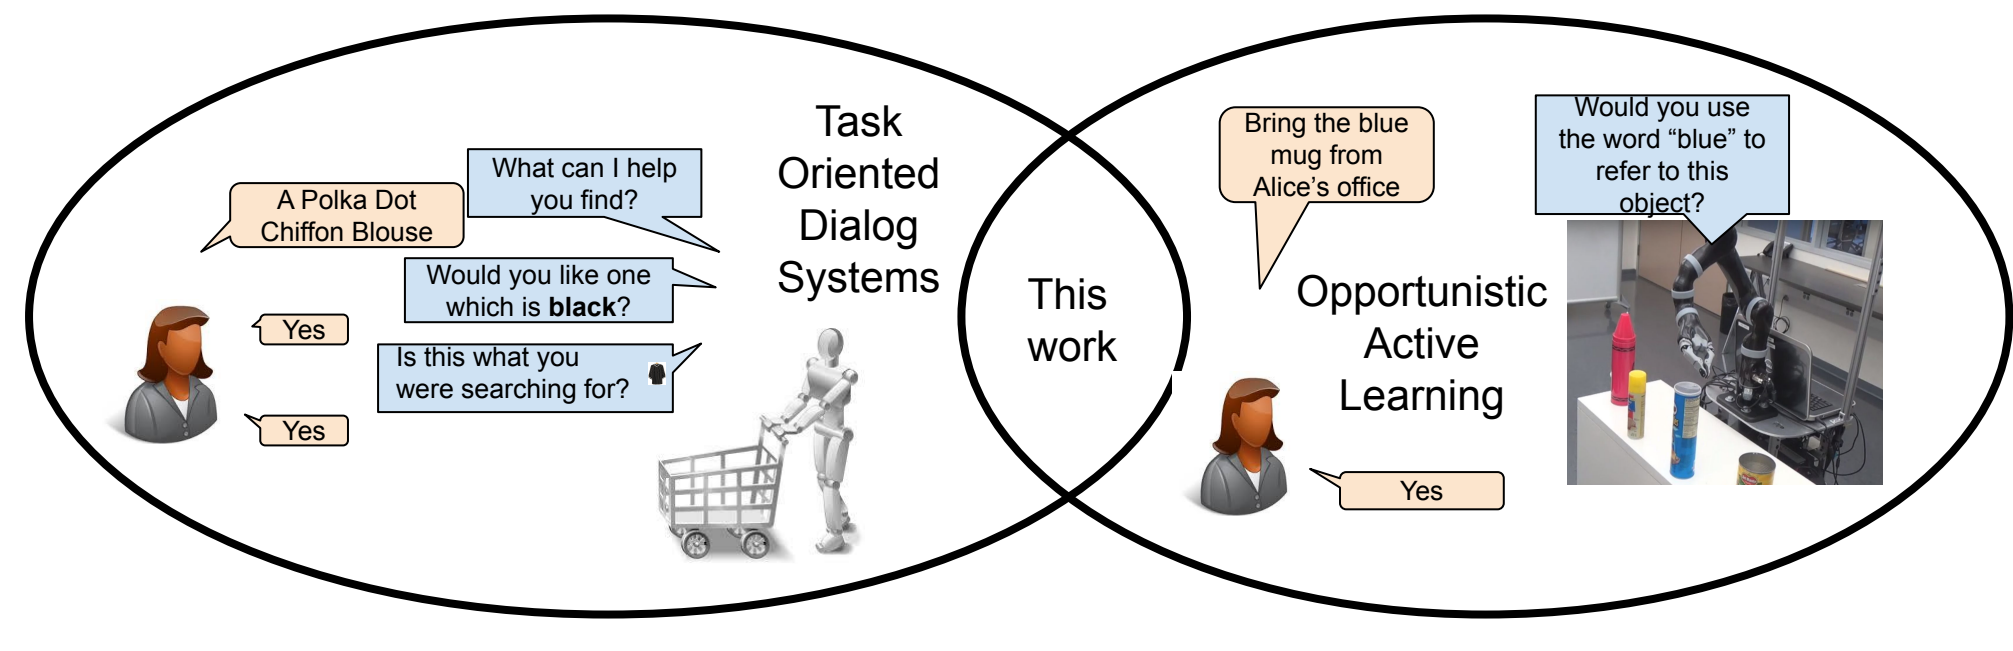 Task
Oriented
Dialog
Systems
What can I help
you find?
A Polka Dot
Chiffon Blouse
Would you like one
which is black?
Yes
Is this what you
were searching for?
Yes
This
work
Opportunistic
Active
Learning
Bring the blue
mug from
Alice’s office
Would you use
the word “blue” to
refer to this
object?
Yes